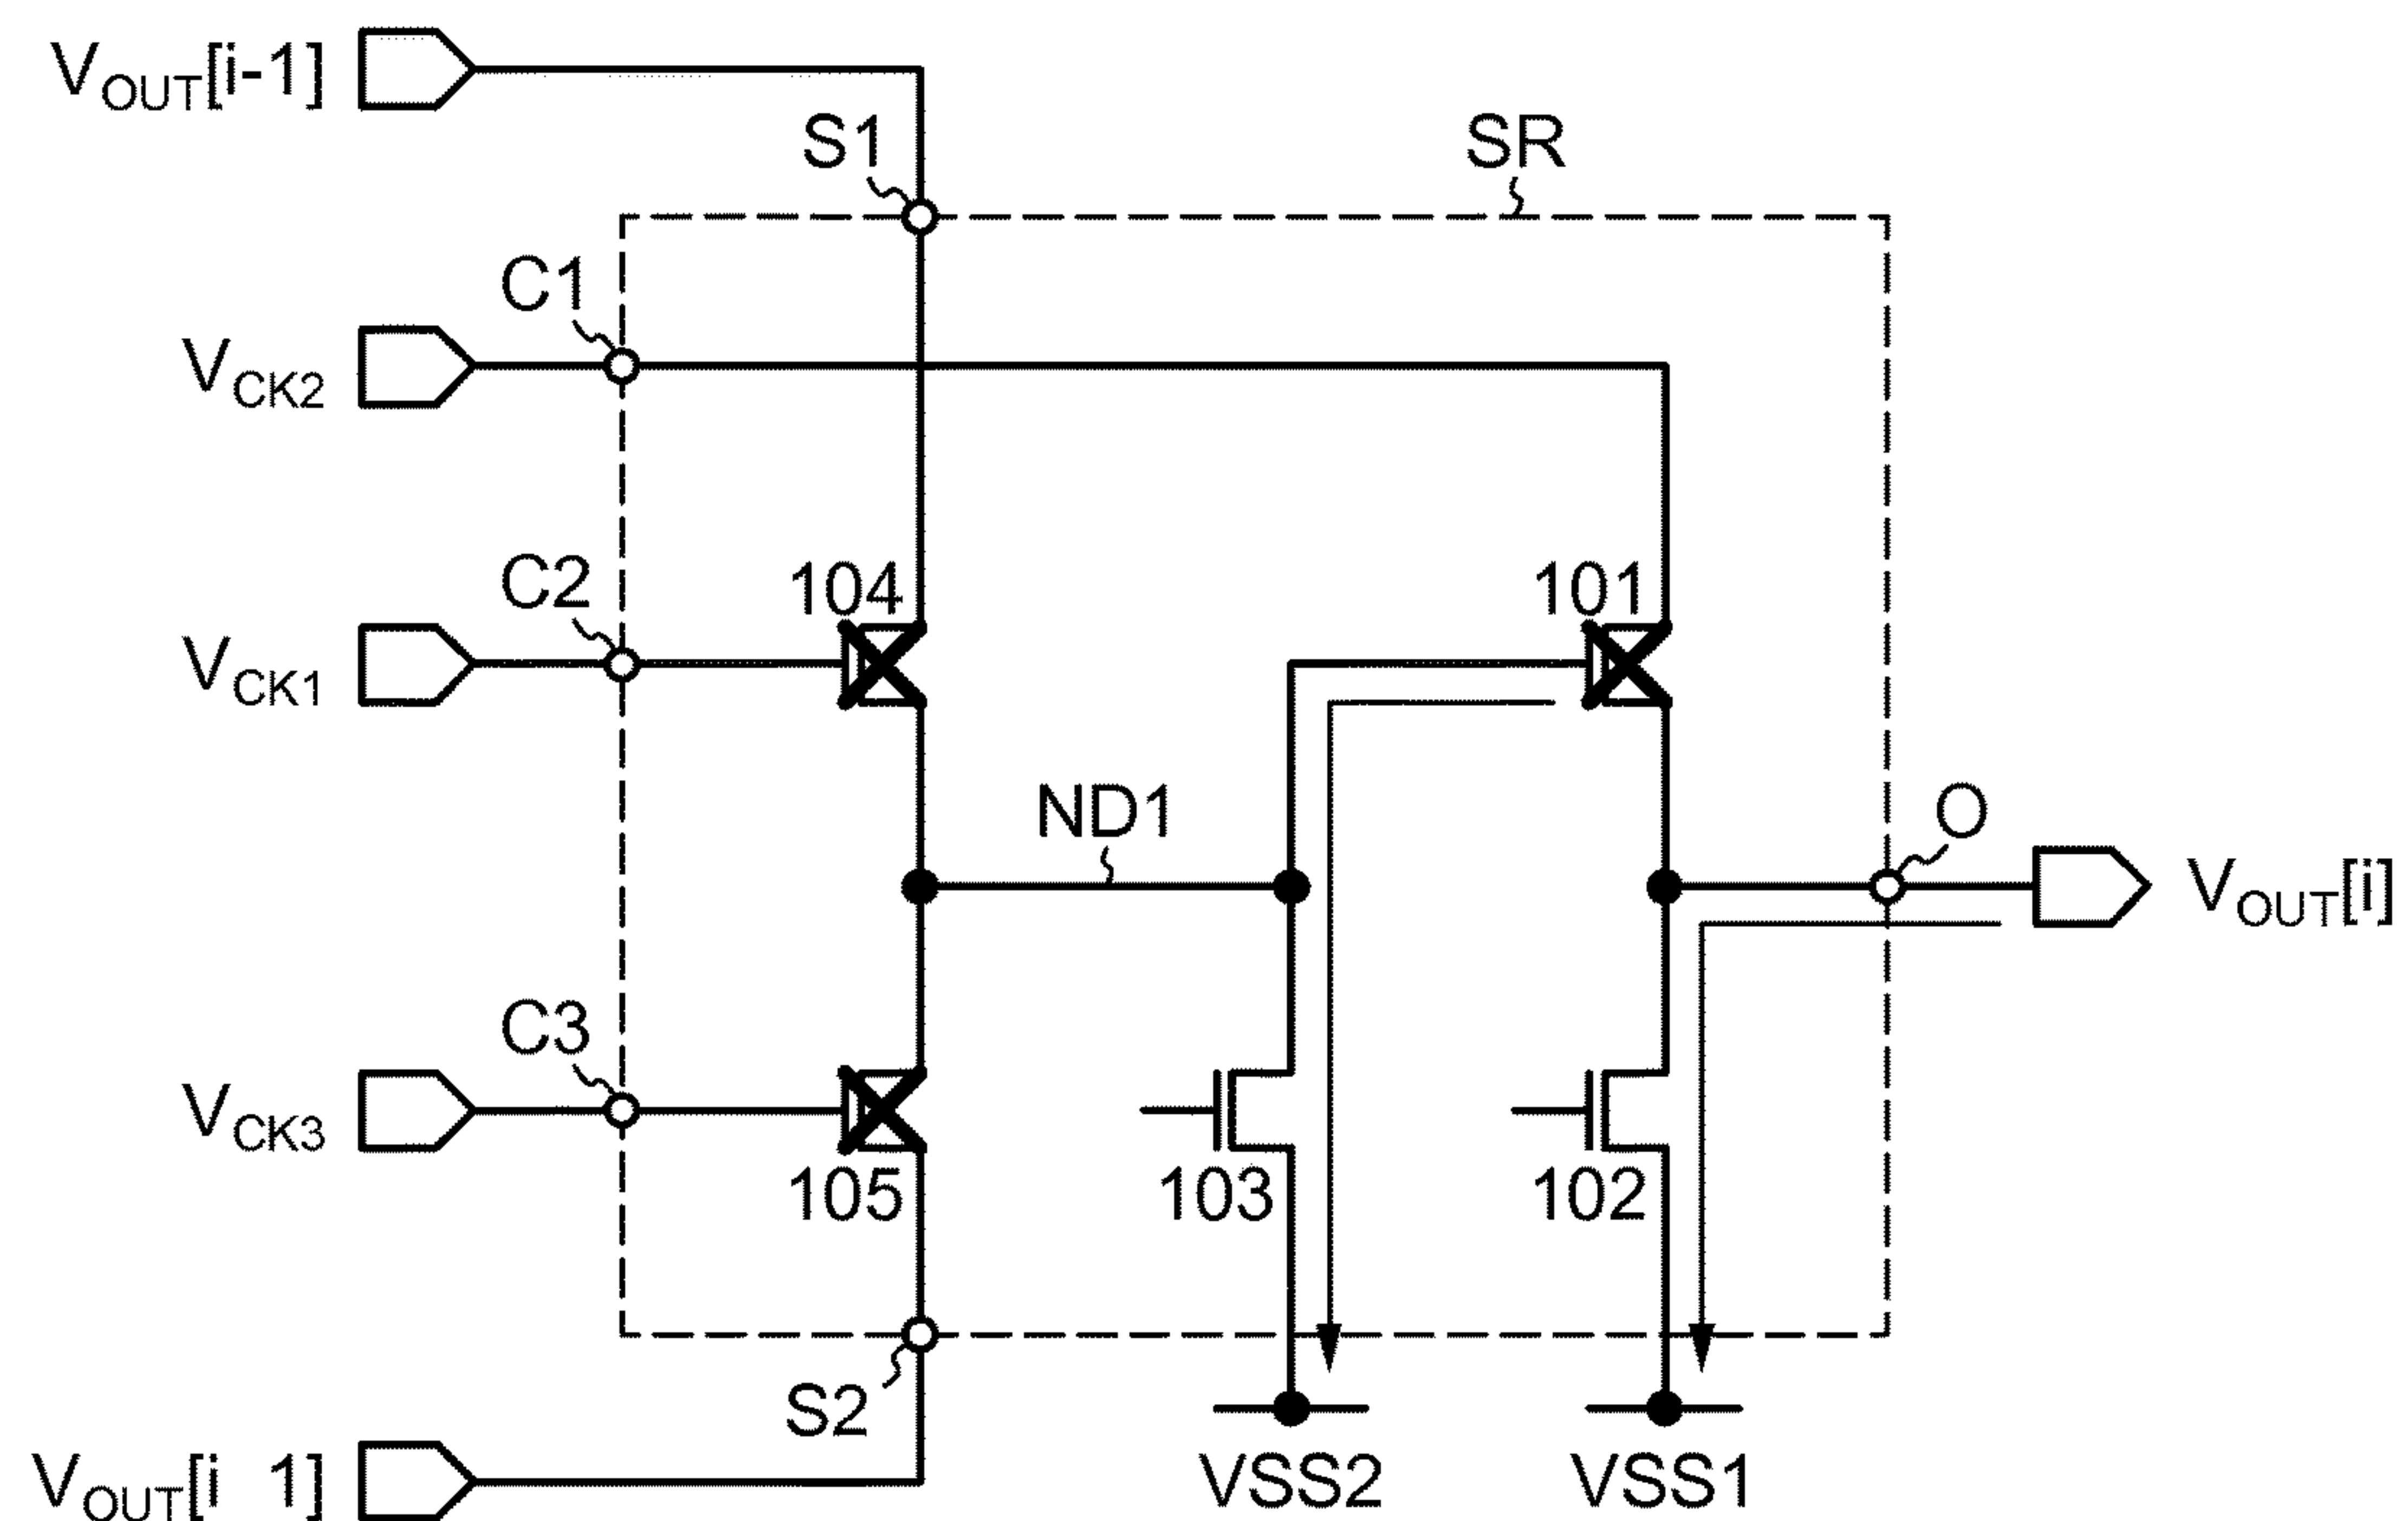 VOUT[i-1]
S1
SR
C1
VCK2
C2
104
101
VCK1
ND1
O
VOUT[i]
C3
VCK3
105
103
102
S2
VSS2
VSS1
VOUT[i 1]